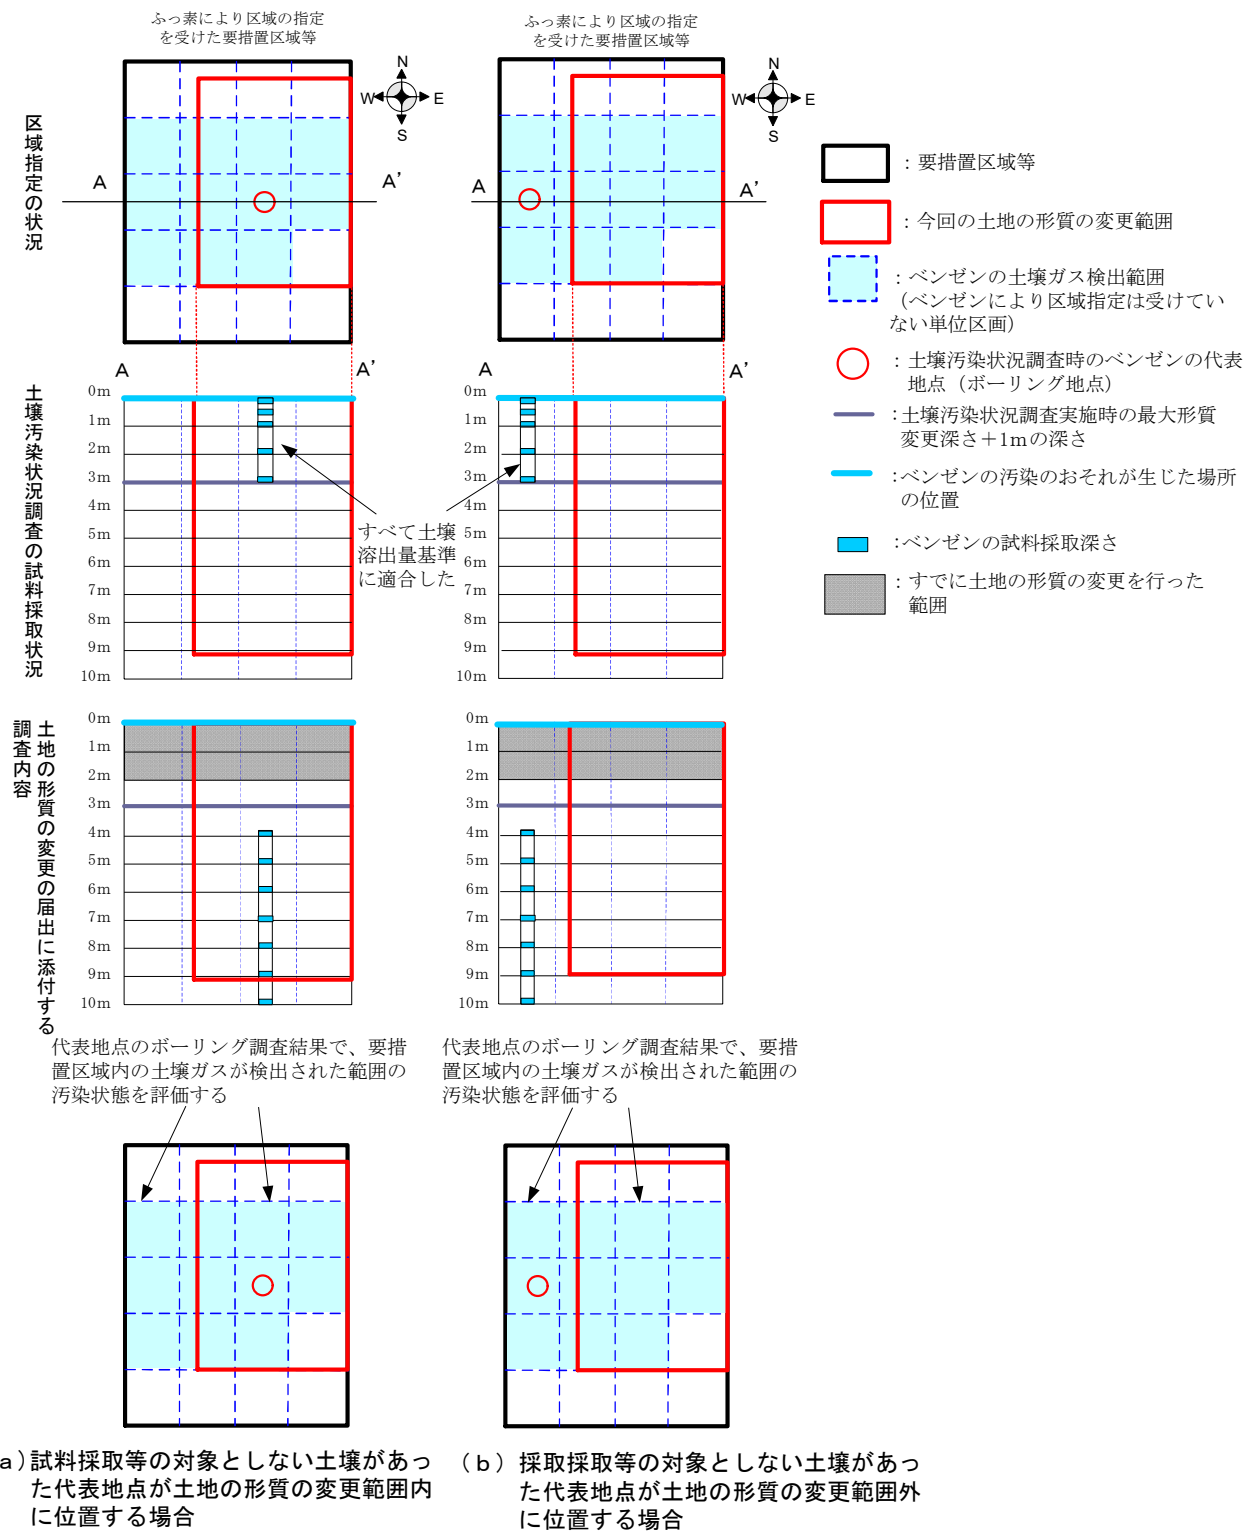 ふっ素により区域の指定
を受けた要措置区域等
ふっ素により区域の指定
を受けた要措置区域等
N
W
E
S
N
W
E
S
区域指定の状況
A
A'
A
A'
：要措置区域等
：今回の土地の形質の変更範囲
：ベンゼンの土壌ガス検出範囲
（ベンゼンにより区域指定は受けてい
ない単位区画）
：土壌汚染状況調査時のベンゼンの代表
地点（ボーリング地点）
：土壌汚染状況調査実施時の最大形質
変更深さ＋1mの深さ
：ベンゼンの汚染のおそれが生じた場所
の位置
：ベンゼンの試料採取深さ
：すでに土地の形質の変更を行った
範囲
土壌汚染状況調査の試料採取状況
A
A'
0m
1m
2m
3m
4m
5m
6m
7m
8m
9m
10m
すべて土壌
溶出量基準
に適合した
A
A'
0m
1m
2m
3m
4m
5m
6m
7m
8m
9m
10m
土地の形質の変更の届出に添付する
調査内容
0m
1m
2m
3m
4m
5m
6m
7m
8m
9m
10m
0m
1m
2m
3m
4m
5m
6m
7m
8m
9m
10m
代表地点のボーリング調査結果で、要措
置区域内の土壌ガスが検出された範囲の
汚染状態を評価する
代表地点のボーリング調査結果で、要措
置区域内の土壌ガスが検出された範囲の
汚染状態を評価する
a）試料採取等の対象としない土壌があっ
た代表地点が土地の形質の変更範囲内
に位置する場合
（b）採取採取等の対象としない土壌があっ
た代表地点が土地の形質の変更範囲外
に位置する場合